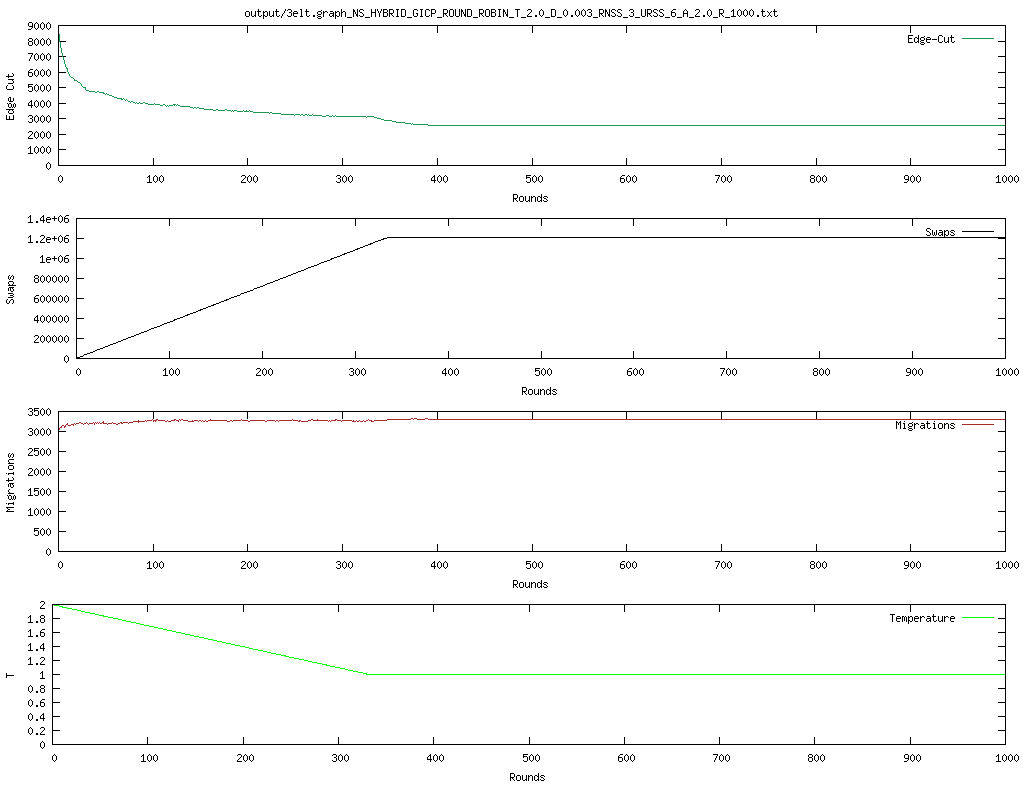 output/3elt.graph_NS_HYBRID_GICP_ROUND_ROBIN_T_2.0_D_0.003_RNSS_3_URSS_6_A_2.0_R_1000.txt
9000
8000
7000
6000
5000
4000
3000
2000
1000
0
Edge Cut
Edge-Cut
0 100 200 300 400 500 600 700 800 900 1000
Rounds
1.4e+06
1.2e+06
1e+06
800000
600000
400000
200000
0
Swaps
Swaps
0 100 200 300 400 500 600 700 800 900 1000
Rounds
3500
3000
2500
2000
1500
1000
500
0
Migrations
Migrations
0 100 200 300 400 500 600 700 800 900 1000
Rounds
2
1.8
1.6
1.4
1.2
1
0.8
0.6
0.4
0.2
0
T
Temperature
0 100 200 300 400 500 600 700 800 900 1000
Rounds